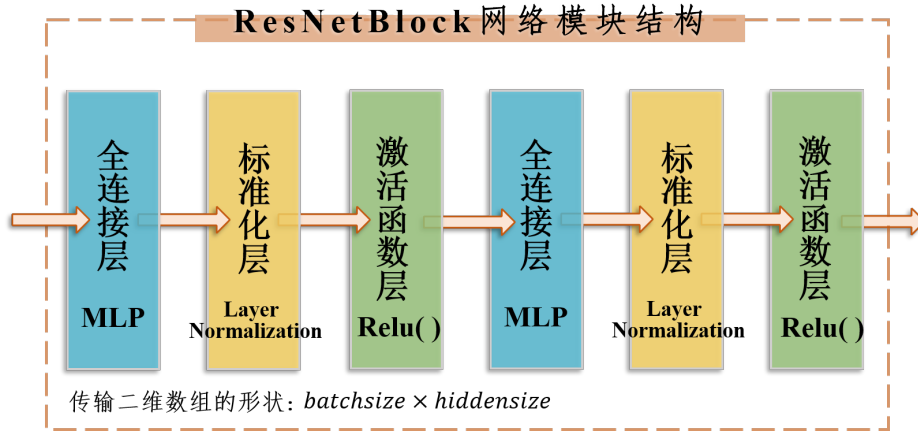 ResNetBlock网络模块结构
全连接层
MLP
标准化层
Layer
Normalization
激活函数层
Relu( )
全连接层
MLP
标准化层
Layer
Normalization
激活函数层
Relu( )
传输二维数组的形状: batchsize × hiddensize